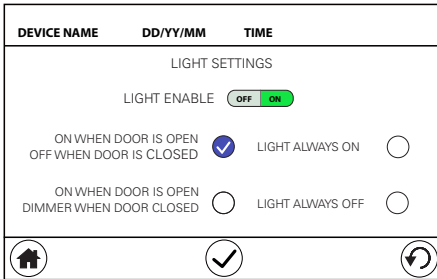 DEVICE NAME DD/YY/MM TIME
LIGHT SETTINGS
LIGHT ENABLE OFF ON
ON WHEN DOOR IS OPEN
OFF WHEN DOOR IS CLOSED
LIGHT ALWAYS ON
ON WHEN DOOR IS OPEN
DIMMER WHEN DOOR CLOSED
LIGHT ALWAYS OFF